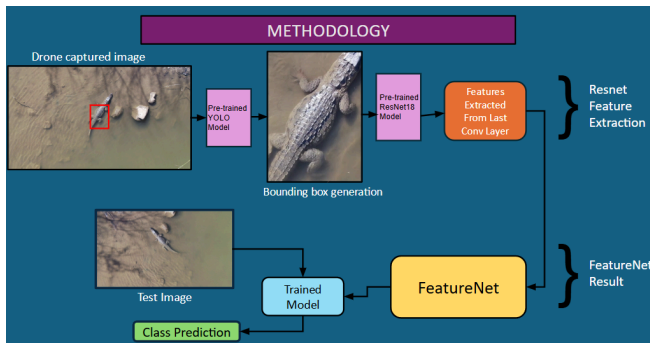 METHODOLOGY
Drone captured image
Pre-trained
YOLO
Model
Pre-trained
ResNet18
Model
Features
Extracted
From Last
Conv Layer
Resnet
Feature
Extraction
Bounding box generation
Test Image
Trained
Model
FeatureNet
FeatureNet
Result
Class Prediction